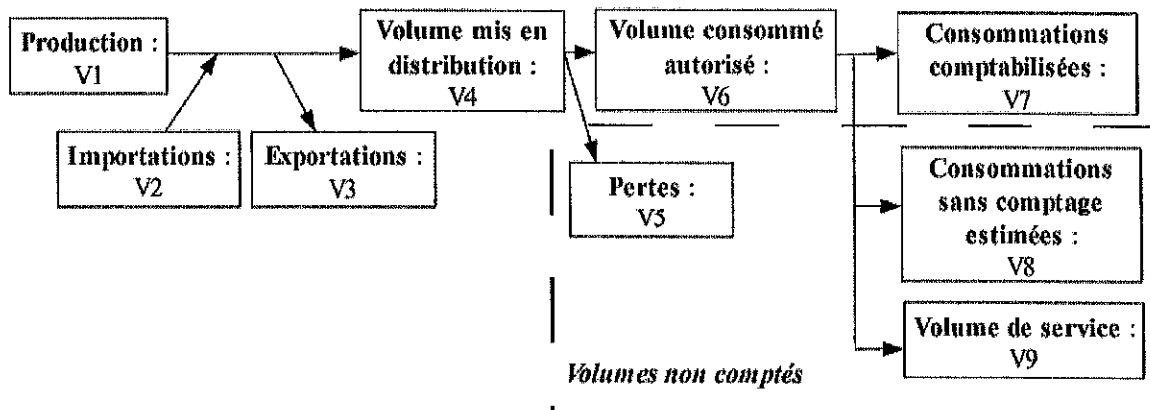 Production :
V1
Importations :
V2
Exportations :
V3
Volume mis en
distribution :
V4
Pertes :
V5
Volume consommé
autorisé :
V6
Consommations
comptabilisées :
V7
Consommations
sans comptage
estimées :
V8
Volume de service :
V9
Volumes non comptés